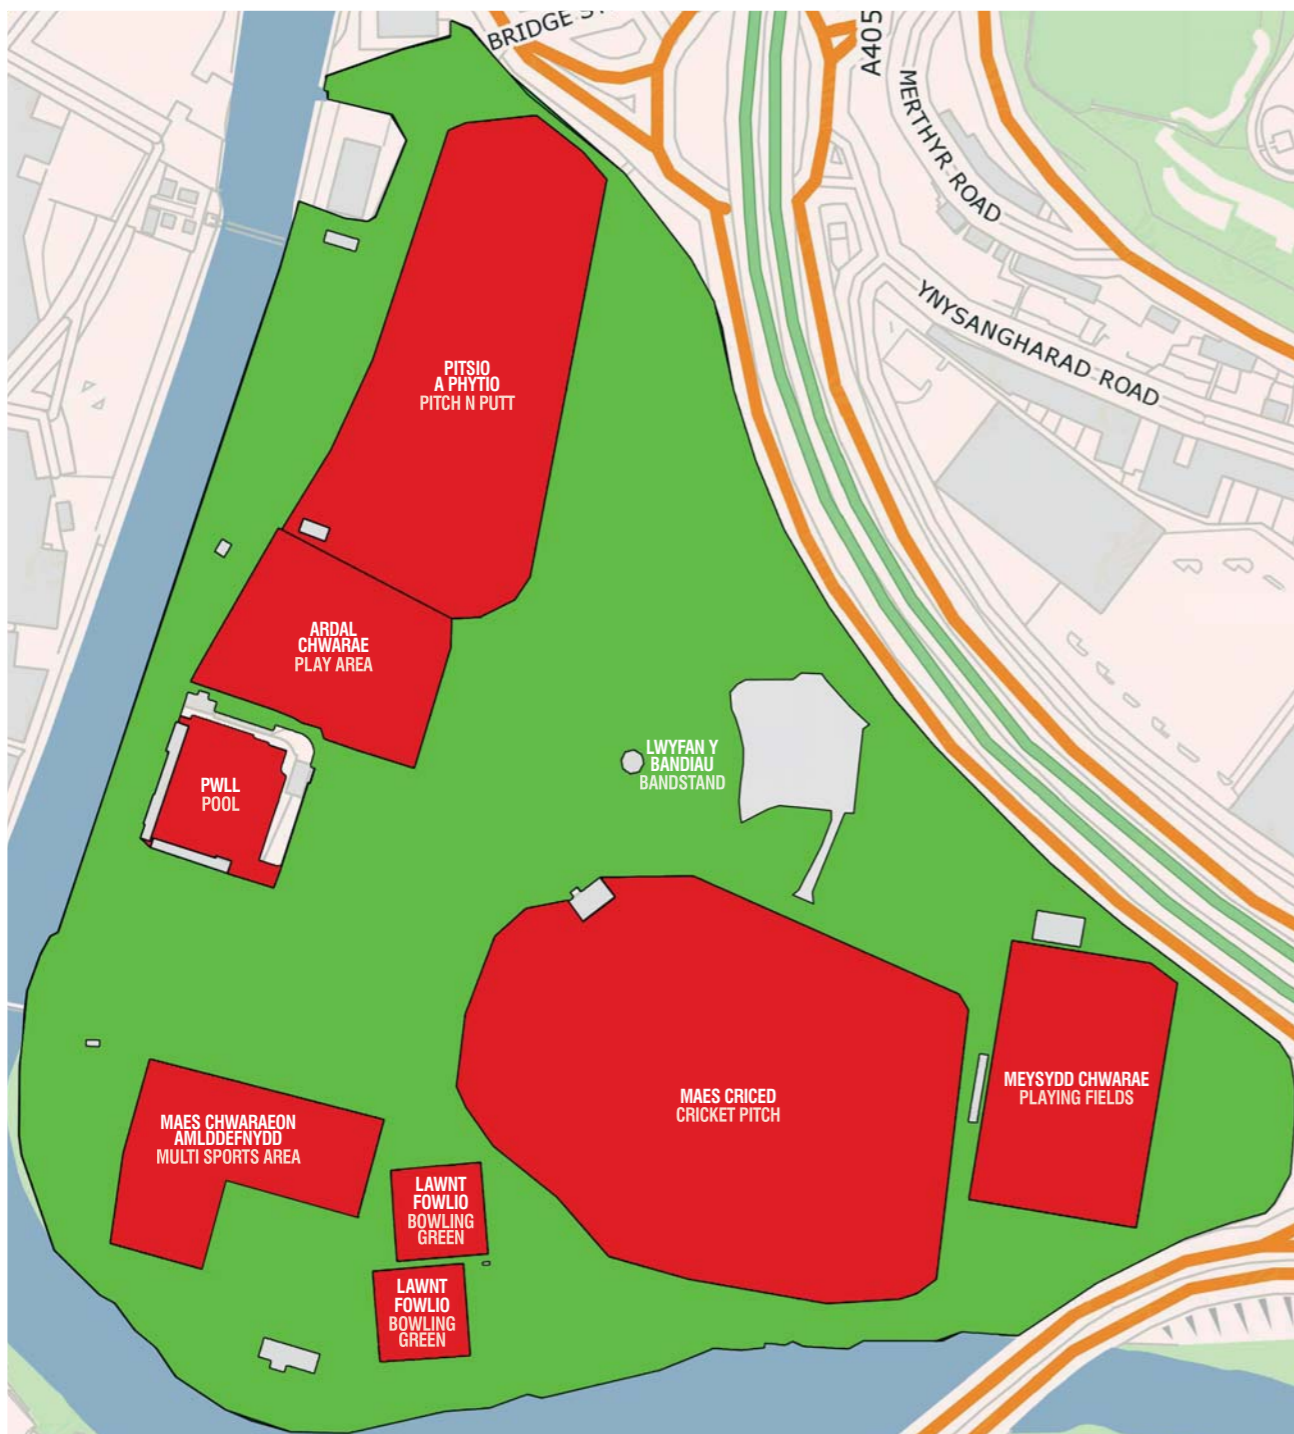 BRIDGE ST
A405
MERTHYR ROAD
YNYSANGHARAD ROAD
PITSIO
A PHYTIO
PITCH N PUTT
ARDAL
CHWARAE
PLAY AREA
PWLL
POOL
LWYFAN Y
BANDIAU
BANDSTAND
MAES CRICED
CRICKET PITCH
MEYSYDD CHWARAE
PLAYING FIELDS
MAES CHWARAEON
AMLDDEFNYDD
MULTI SPORTS AREA
LAWNT
FOWLIO
BOWLING
GREEN
LAWNT
FOWLIO
BOWLING
GREEN